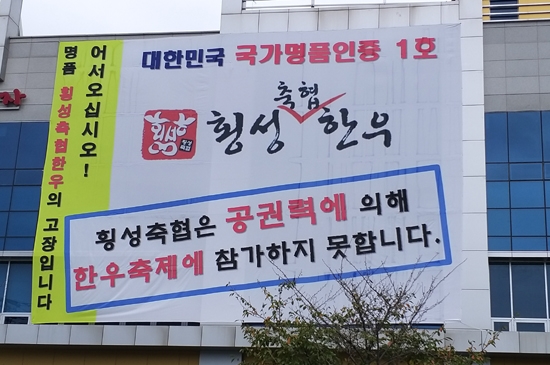 어서오십시오!
명품 횡성축협한우의 고장입니다
대한민국 국가명품인증 1호
횡성축협한우
횡성축협은 공권력에 의해
한우축제에 참가하지 못합니다.